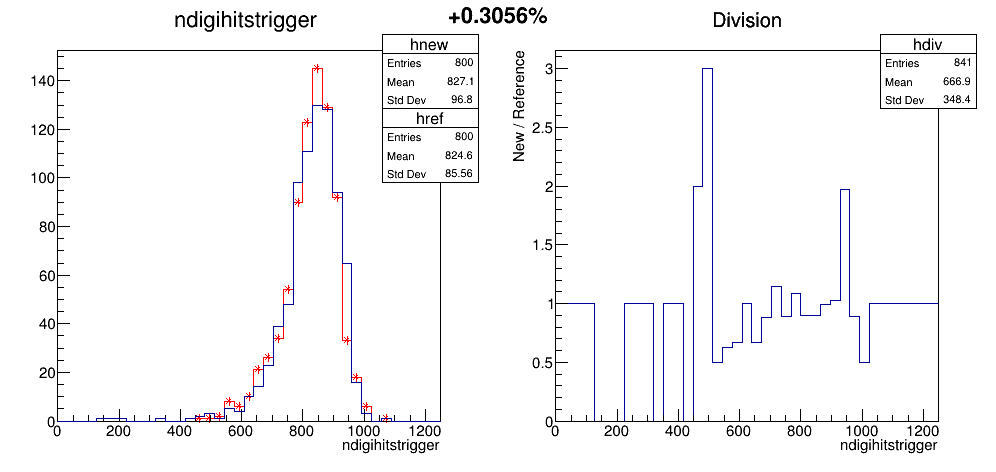 +0.3056%
ndigihitstrigger
hnew
Entries 800
Mean 827.1
Std Dev 96.8
href
Entries 800
Mean 824.6
Std Dev 85.56
140
120
100
80
60
40
20
0
0 200 400 600 800 1000 1200
ndigihitstrigger
Division
hdiv
Entries 841
Mean 666.9
Std Dev 348.4
New / Reference
3
2.5
2
1.5
1
0.5
0
0 200 400 600 800 1000 1200
ndigihitstrigger